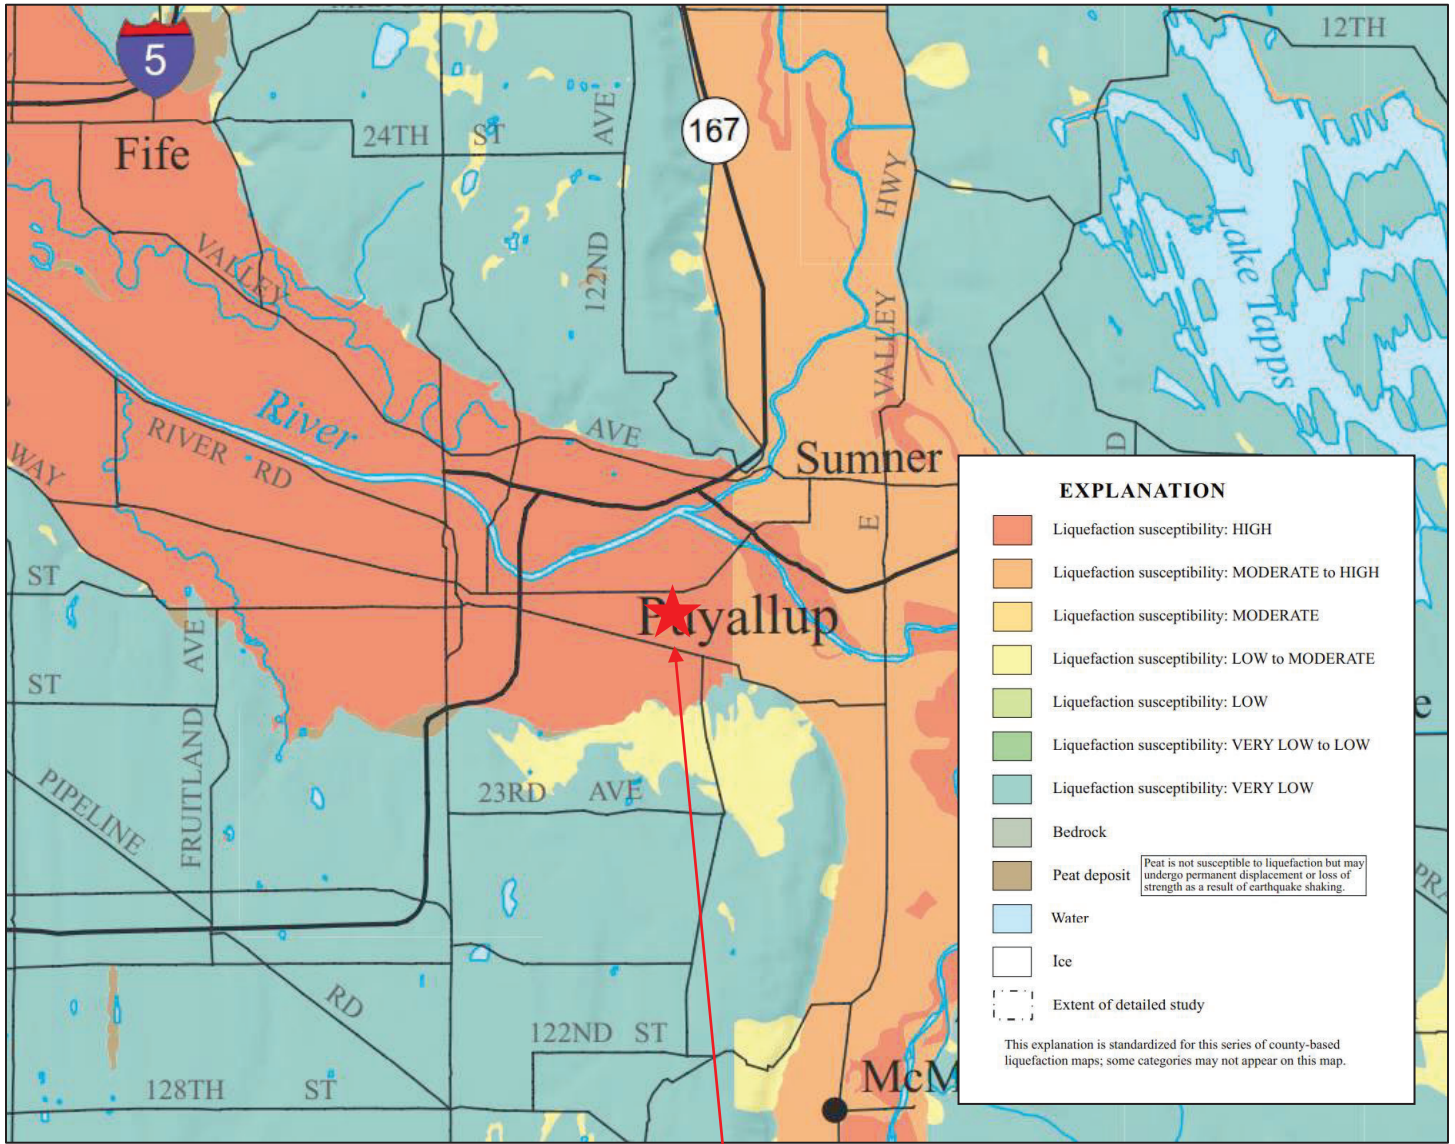 12TH
5
24TH ST
AVE
167
Fife
HWY
VALLEY
122ND
Lake Tapps
VALLEY
River
AVE
RIVER RD
WAY
Sumner
D
E
ST
Puyallup
AVE
ST
FRUITLAND
23RD AVE
PIPELINE
e
PRA
RD
122ND ST
128TH ST
McM
EXPLANATION
Liquefaction susceptibility: HIGH
Liquefaction susceptibility: MODERATE to HIGH
Liquefaction susceptibility: MODERATE
Liquefaction susceptibility: LOW to MODERATE
Liquefaction susceptibility: LOW
Liquefaction susceptibility: VERY LOW to LOW
Liquefaction susceptibility: VERY LOW
Bedrock
Peat deposit
Peat is not susceptible to liquefaction but may
undergo permanent displacement or loss of
strength as a result of earthquake shaking.
Water
Ice
Extent of detailed study
This explanation is standardized for this series of county-based
liquefaction maps; some categories may not appear on this map.